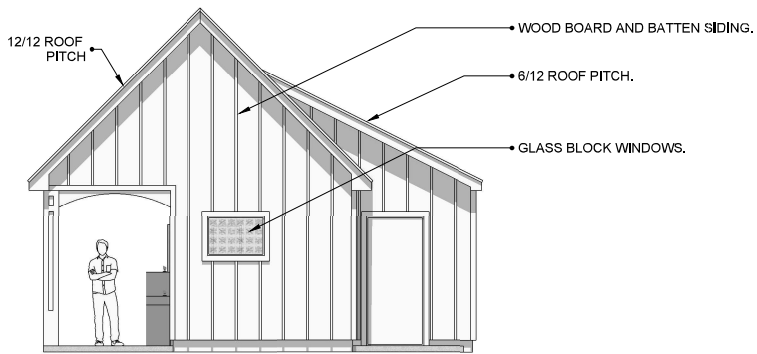 WOOD BOARD AND BATTEN SIDING.
12/12 ROOF
PITCH
6/12 ROOF PITCH.
GLASS BLOCK WINDOWS.